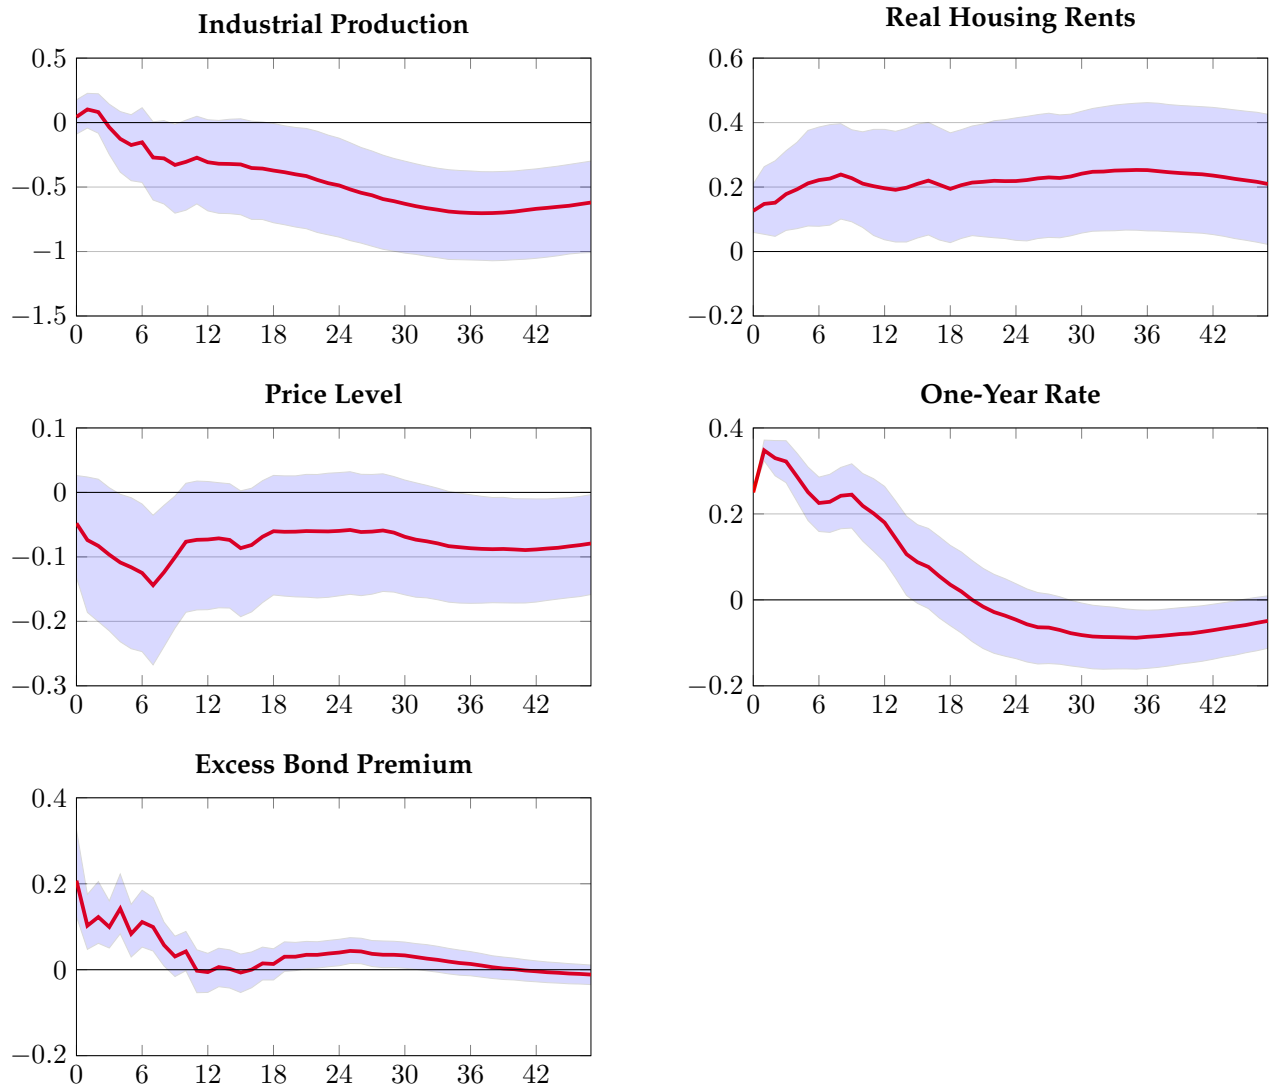 Industrial Production
0.5
0
−0.5
−1
−1.5
0 6 12 18 24 30 36 42
Real Housing Rents
0.6
0.4
0.2
0
−0.2
0 6 12 18 24 30 36 42
Price Level
0.1
0
−0.1
−0.2
−0.3
0 6 12 18 24 30 36 42
One-Year Rate
0.4
0.2
0
−0.2
0 6 12 18 24 30 36 42
Excess Bond Premium
0.4
0.2
0
−0.2
0 6 12 18 24 30 36 42